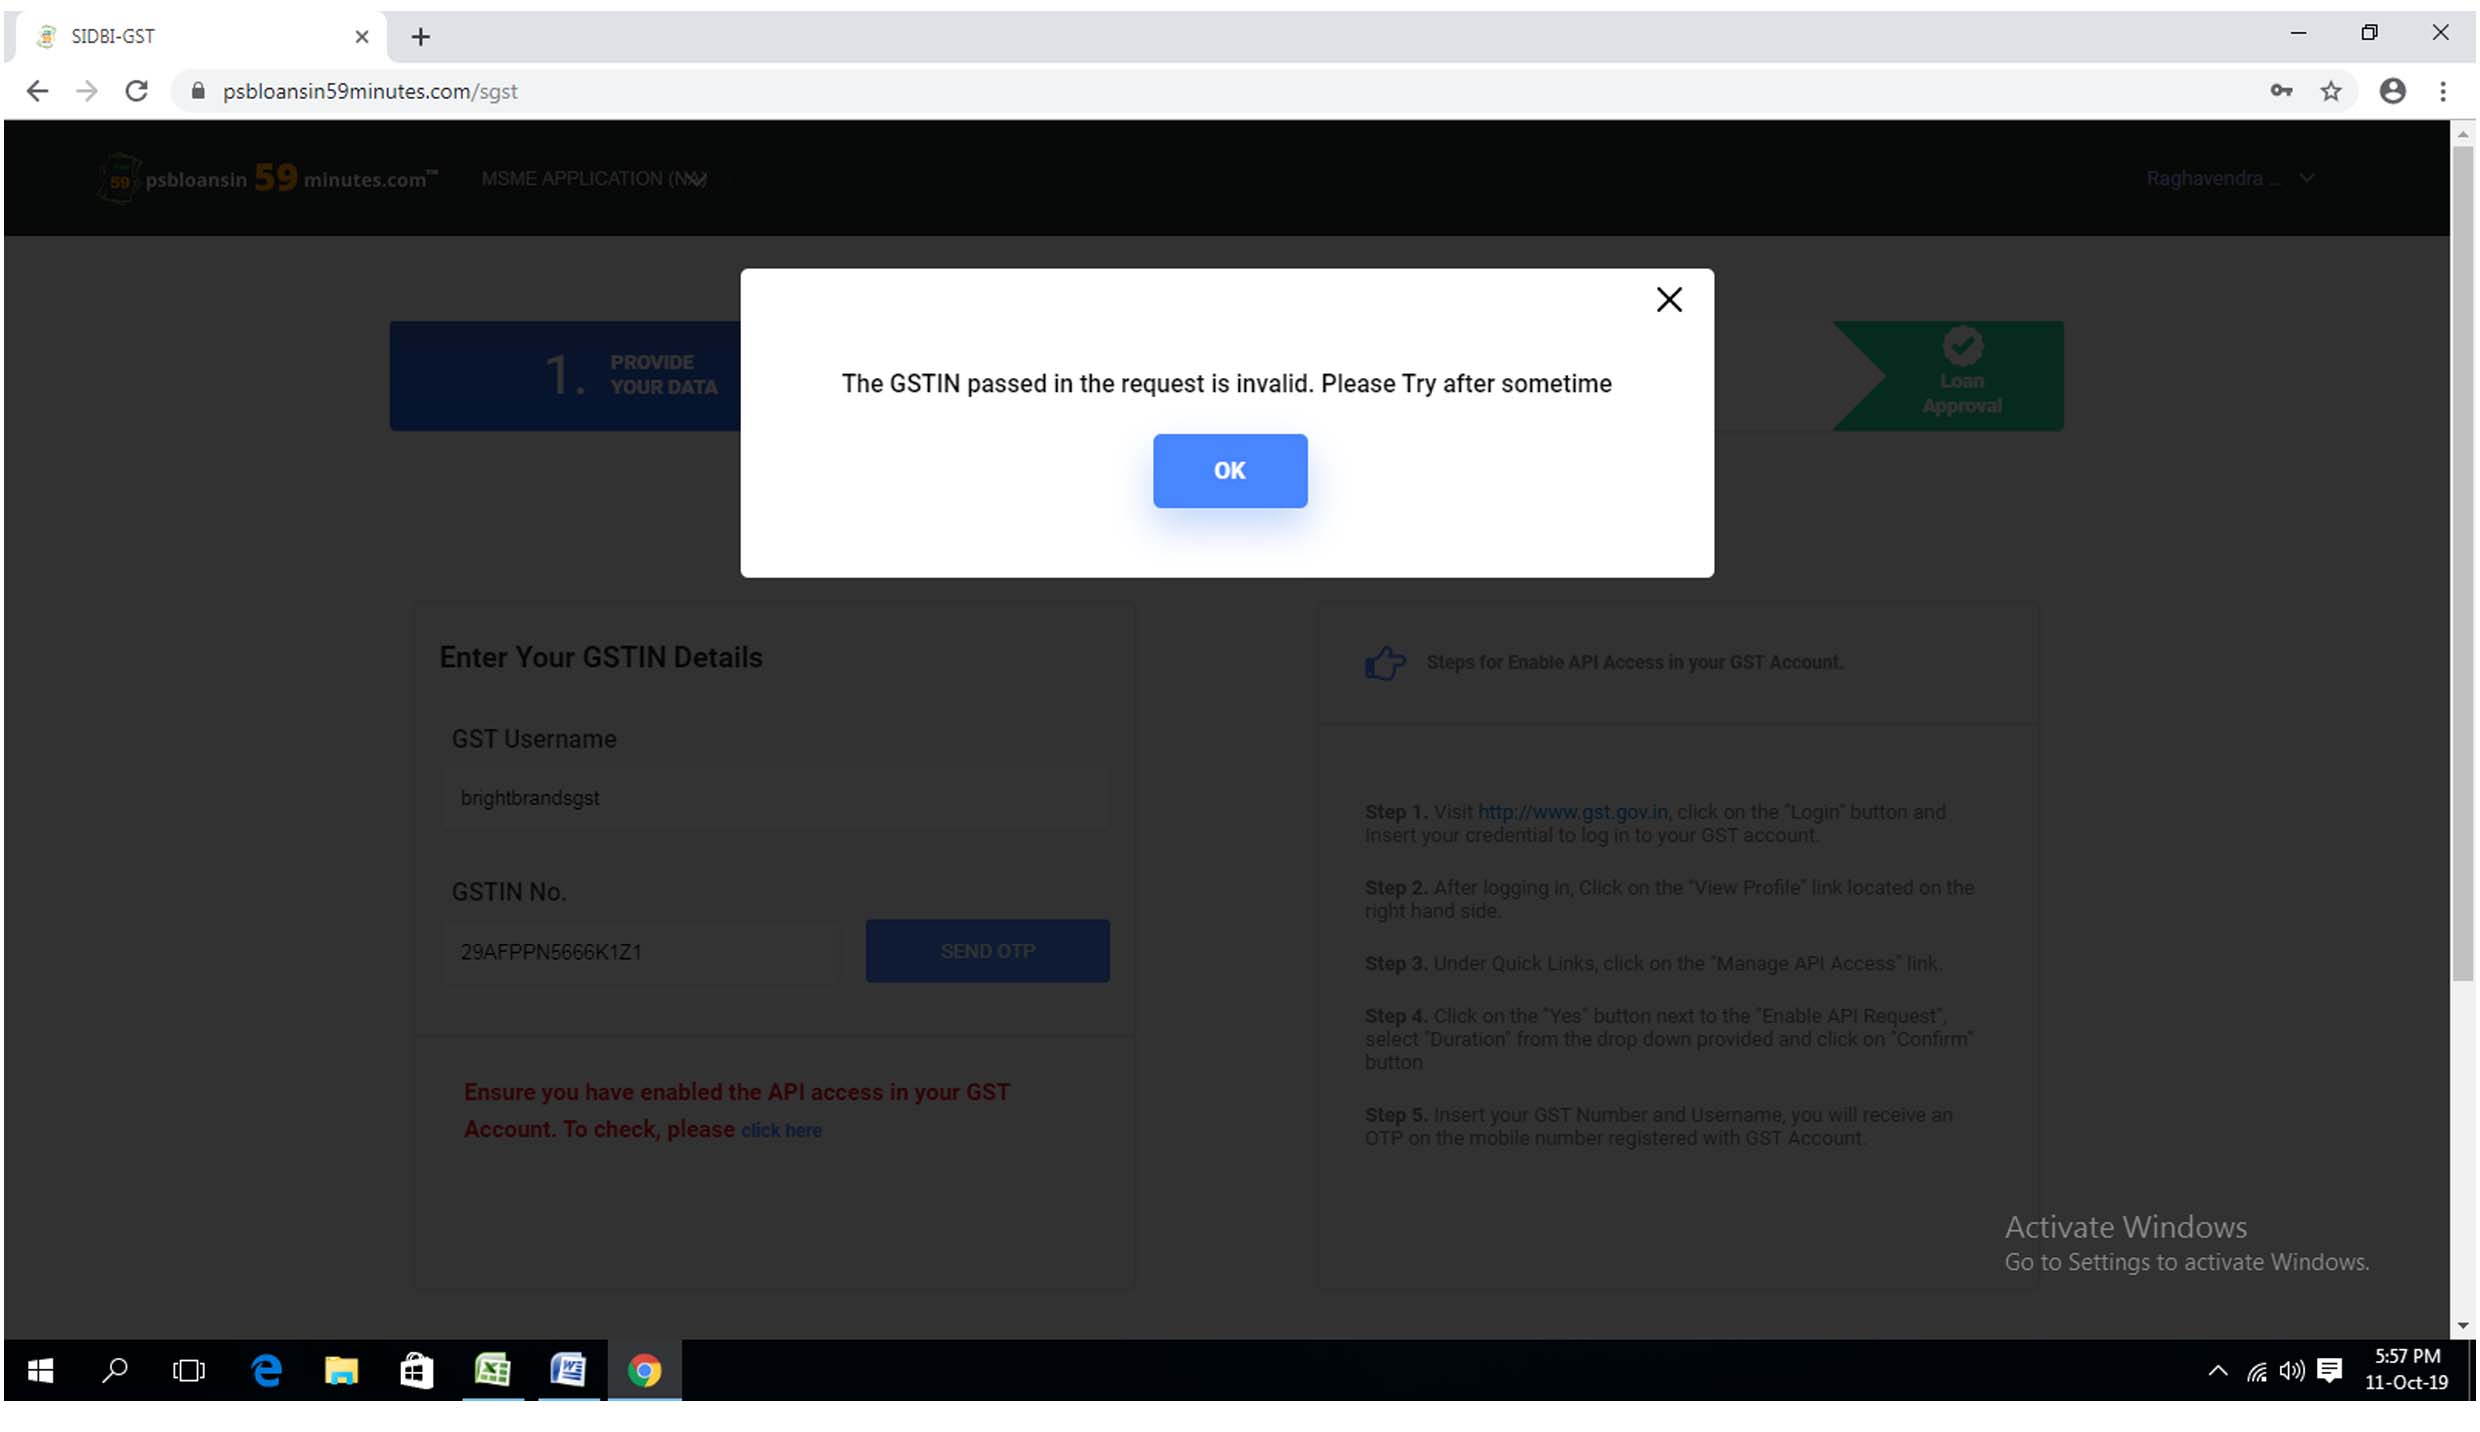 SIDBI-GST
psbloansin59minutes.com/sgst
psbloansin 59 minutes.com™
MSME APPLICATION (NA)
Raghavendra ...
The GSTIN passed in the request is invalid. Please Try after sometime
OK
1. PROVIDE
YOUR DATA
Loan
Approval
Enter Your GSTIN Details
GST Username
brightbrandsgst
GSTIN No.
29AFPPN5666K1Z1
SEND OTP
Ensure you have enabled the API access in your GST
Account. To check, please click here
Steps for Enable API Access in your GST Account.
Step 1. Visit http://www.gst.gov.in, click on the "Login" button and
Insert your credential to log in to your GST account.
Step 2. After logging in, Click on the "View Profile" link located on the
right hand side.
Step 3. Under Quick Links, click on the "Manage API Access" link.
Step 4. Click on the "Yes" button next to the "Enable API Request",
select "Duration" from the drop down provided and click on "Confirm"
button
Step 5. Insert your GST Number and Username, you will receive an
OTP on the mobile number registered with GST Account.
Activate Windows
Go to Settings to activate Windows.
5:57 PM
11-Oct-19